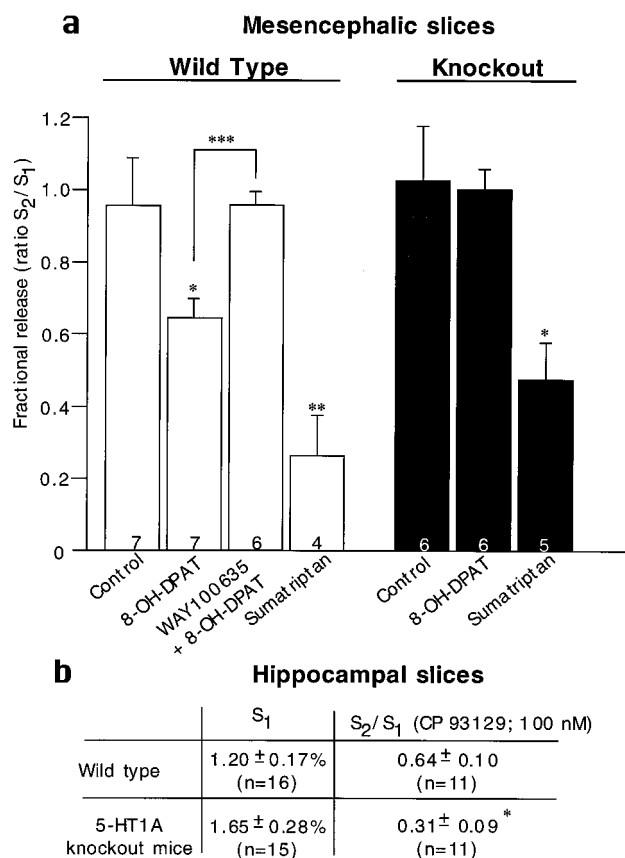 a Mesencephalic slices
Wild Type Knockout
Fractional release (ratio S2/S1)
1.2
1.0
0.8
0.6
0.4
0.2
0
***
*
**
*
7 7 6 4 6 6 5
Control
8-OH-DPAT
WAY100635
+ 8-OH-DPAT
Sumatriptan
Control
8-OH-DPAT
Sumatriptan
b Hippocampal slices
S1 S2/S1 (CP 93129; 100 nM)
Wild type 1.20 ± 0.17% 0.64 ± 0.10
(n=16) (n=11)
5-HT1A 1.65 ± 0.28% 0.31 ± 0.09 *
knockout mice (n=15) (n=11)